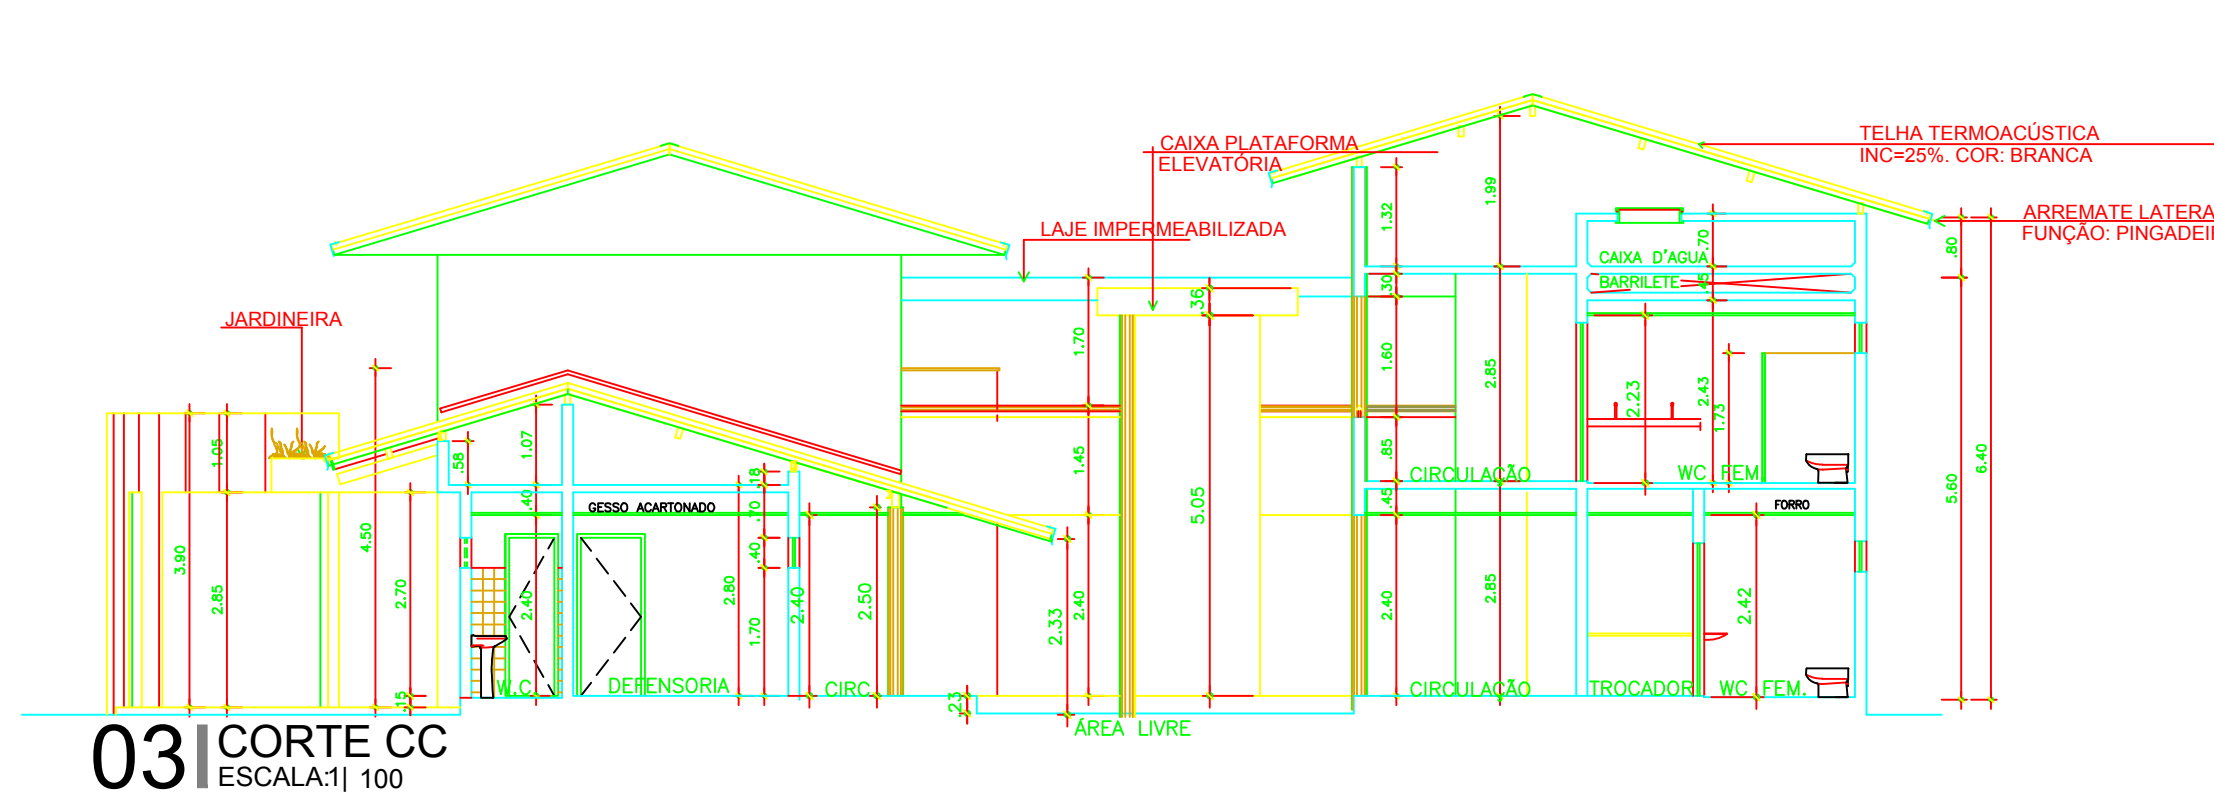 TELHA TERMOACÚSTICA
INC=25%. COR: BRANCA
CAIXA PLATAFORMA
ELEVATÓRIA
ARREMATE LATERA
FUNÇÃO: PINGADEI
LAJE IMPERMEABILIZADA
JARDINEIRA
CAIXA D'AGUA
BARRILETE
1.99
1.32
.70
.80
.30
.36
1.70
1.60
2.85
2.23
2.43
1.73
6.40
5.60
1.05
.58
1.07
.40
.18
.70
.40
1.45
.85
.45
5.05
CIRCULAÇÃO
WC FEM
GESSO ACARTONADO
FORRO
3.90
2.85
4.50
2.70
.15
2.40
2.80
1.70
2.40
2.50
2.33
2.40
2.40
2.85
2.42
.23
W.C.
DEFENSORIA
CIRC
CIRCULAÇÃO
TROCADOR
WC FEM.
ÁREA LIVRE
03
CORTE CC
ESCALA:1| 100